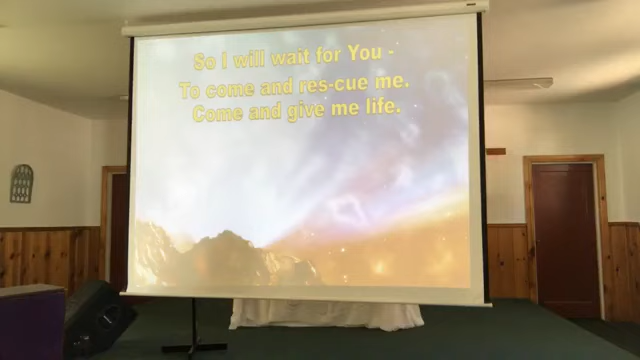 So I will wait for You -
To come and res-cue me.
Come and give me life.